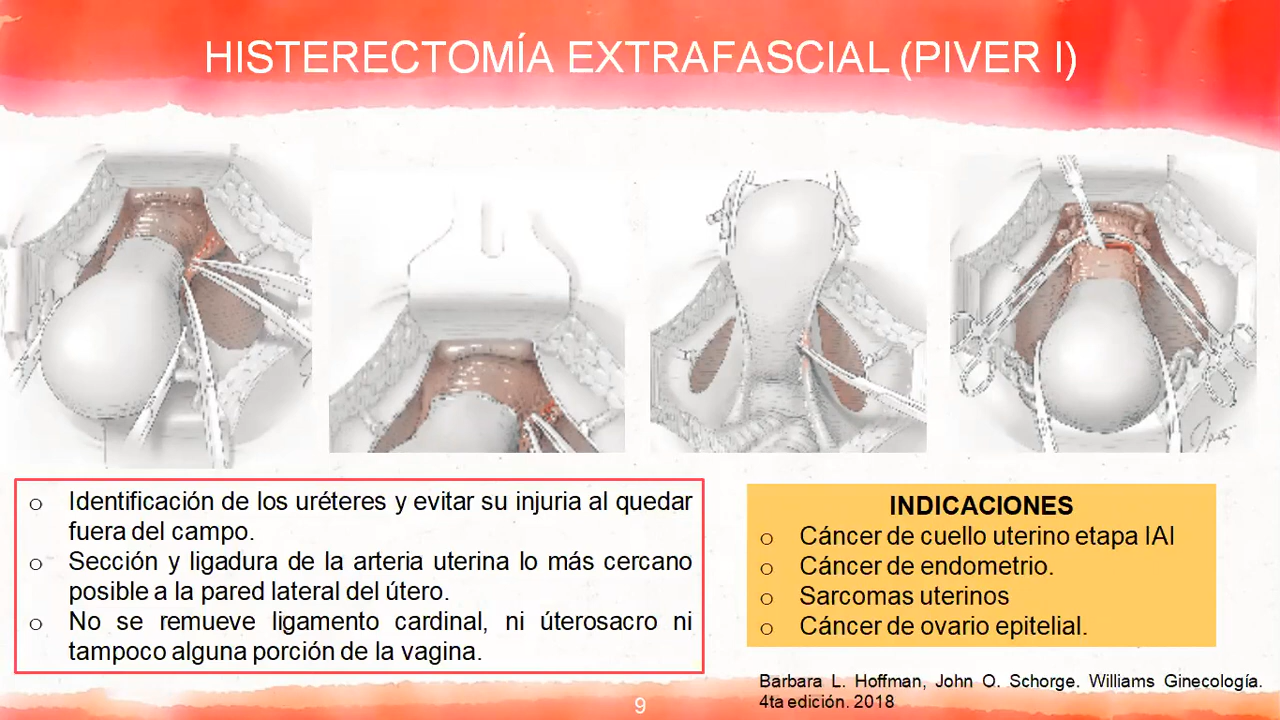 HISTERECTOMÍA EXTRAFASCIAL (PIVER I)
o Identificación de los uréteres y evitar su injuria al quedar
fuera del campo.
o Sección y ligadura de la arteria uterina lo más cercano
posible a la pared lateral del útero.
o No se remueve ligamento cardinal, ni úterosacro ni
tampoco alguna porción de la vagina.
INDICACIONES
o Cáncer de cuello uterino etapa IAI
o Cáncer de endometrio.
o Sarcomas uterinos
o Cáncer de ovario epitelial.
Barbara L. Hoffman, John O. Schorge. Williams Ginecología.
4ta edición. 2018
9